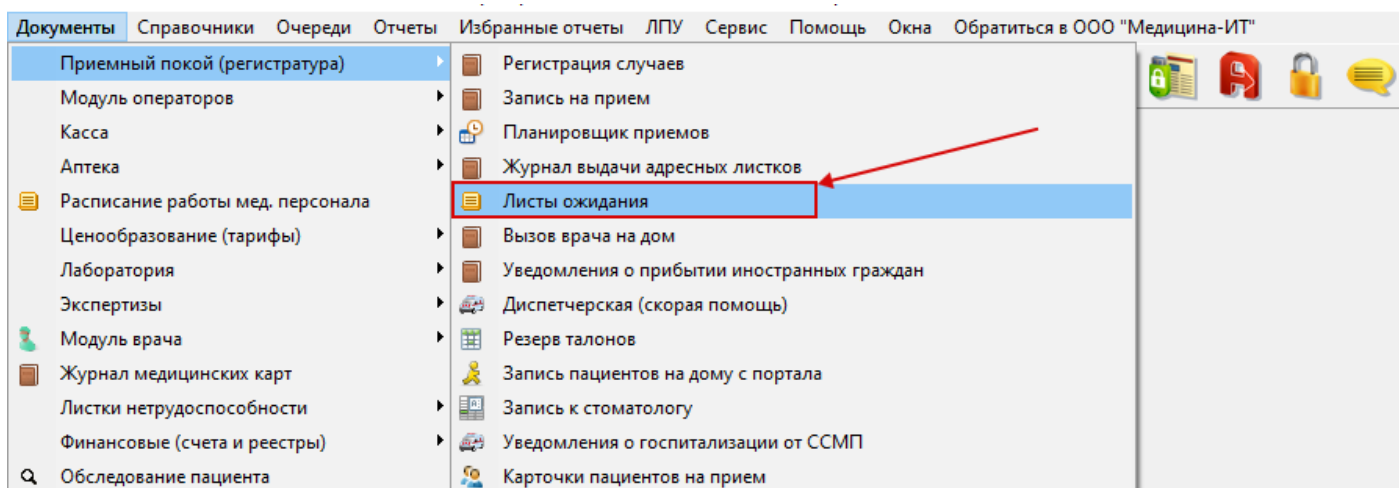 Документы Справочники Очереди Отчеты Избранные отчеты ЛПУ Сервис Помощь Окна Обратиться в ООО "Медицина-ИТ"
Приемный покой (регистратура)
Модуль операторов
Касса
Аптека
Расписание работы мед. персонала
Ценообразование (тарифы)
Лаборатория
Экспертизы
Модуль врача
Журнал медицинских карт
Листки нетрудоспособности
Финансовые (счета и реестры)
Обследование пациента
Регистрация случаев
Запись на прием
Планировщик приемов
Журнал выдачи адресных листков
Листы ожидания
Вызов врача на дом
Уведомления о прибытии иностранных граждан
Диспетчерская (скорая помощь)
Резерв талонов
Запись пациентов на дому с портала
Запись к стоматологу
Уведомления о госпитализации от ССМП
Карточки пациентов на прием